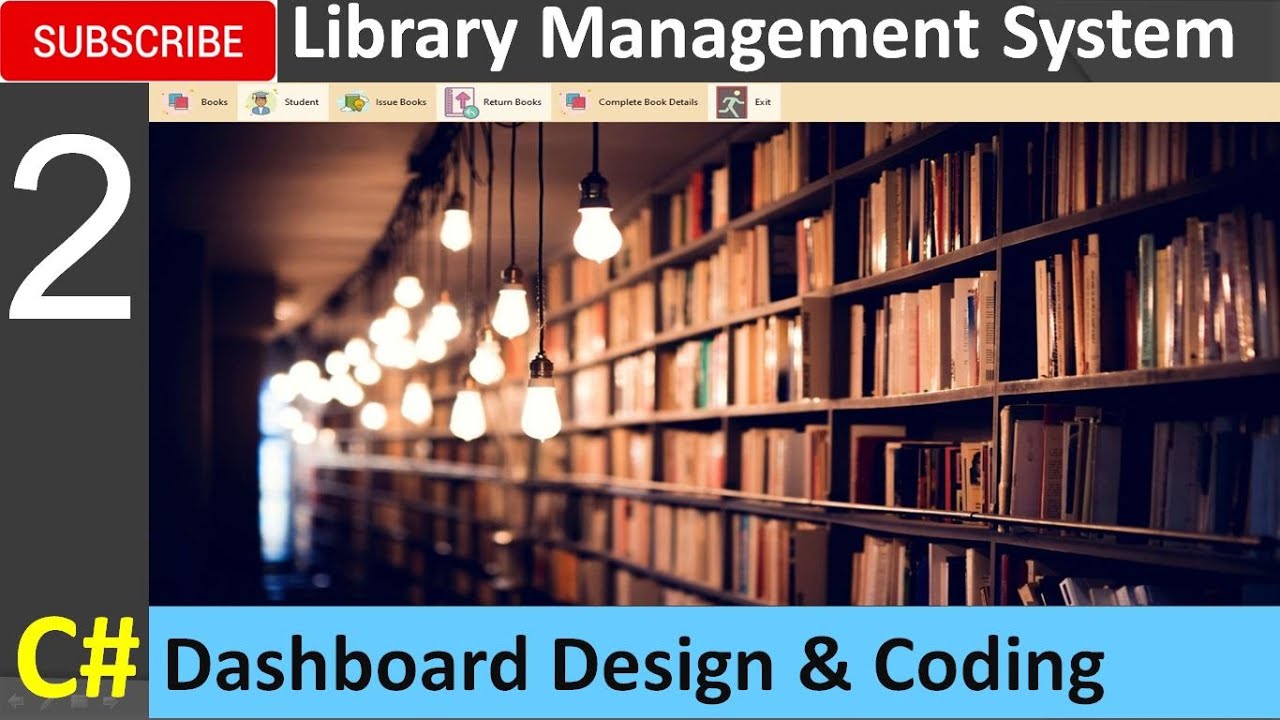 SUBSCRIBE
Library Management System
Books Student Issue Books Return Books Complete Book Details Exit
2
C#
Dashboard Design & Coding